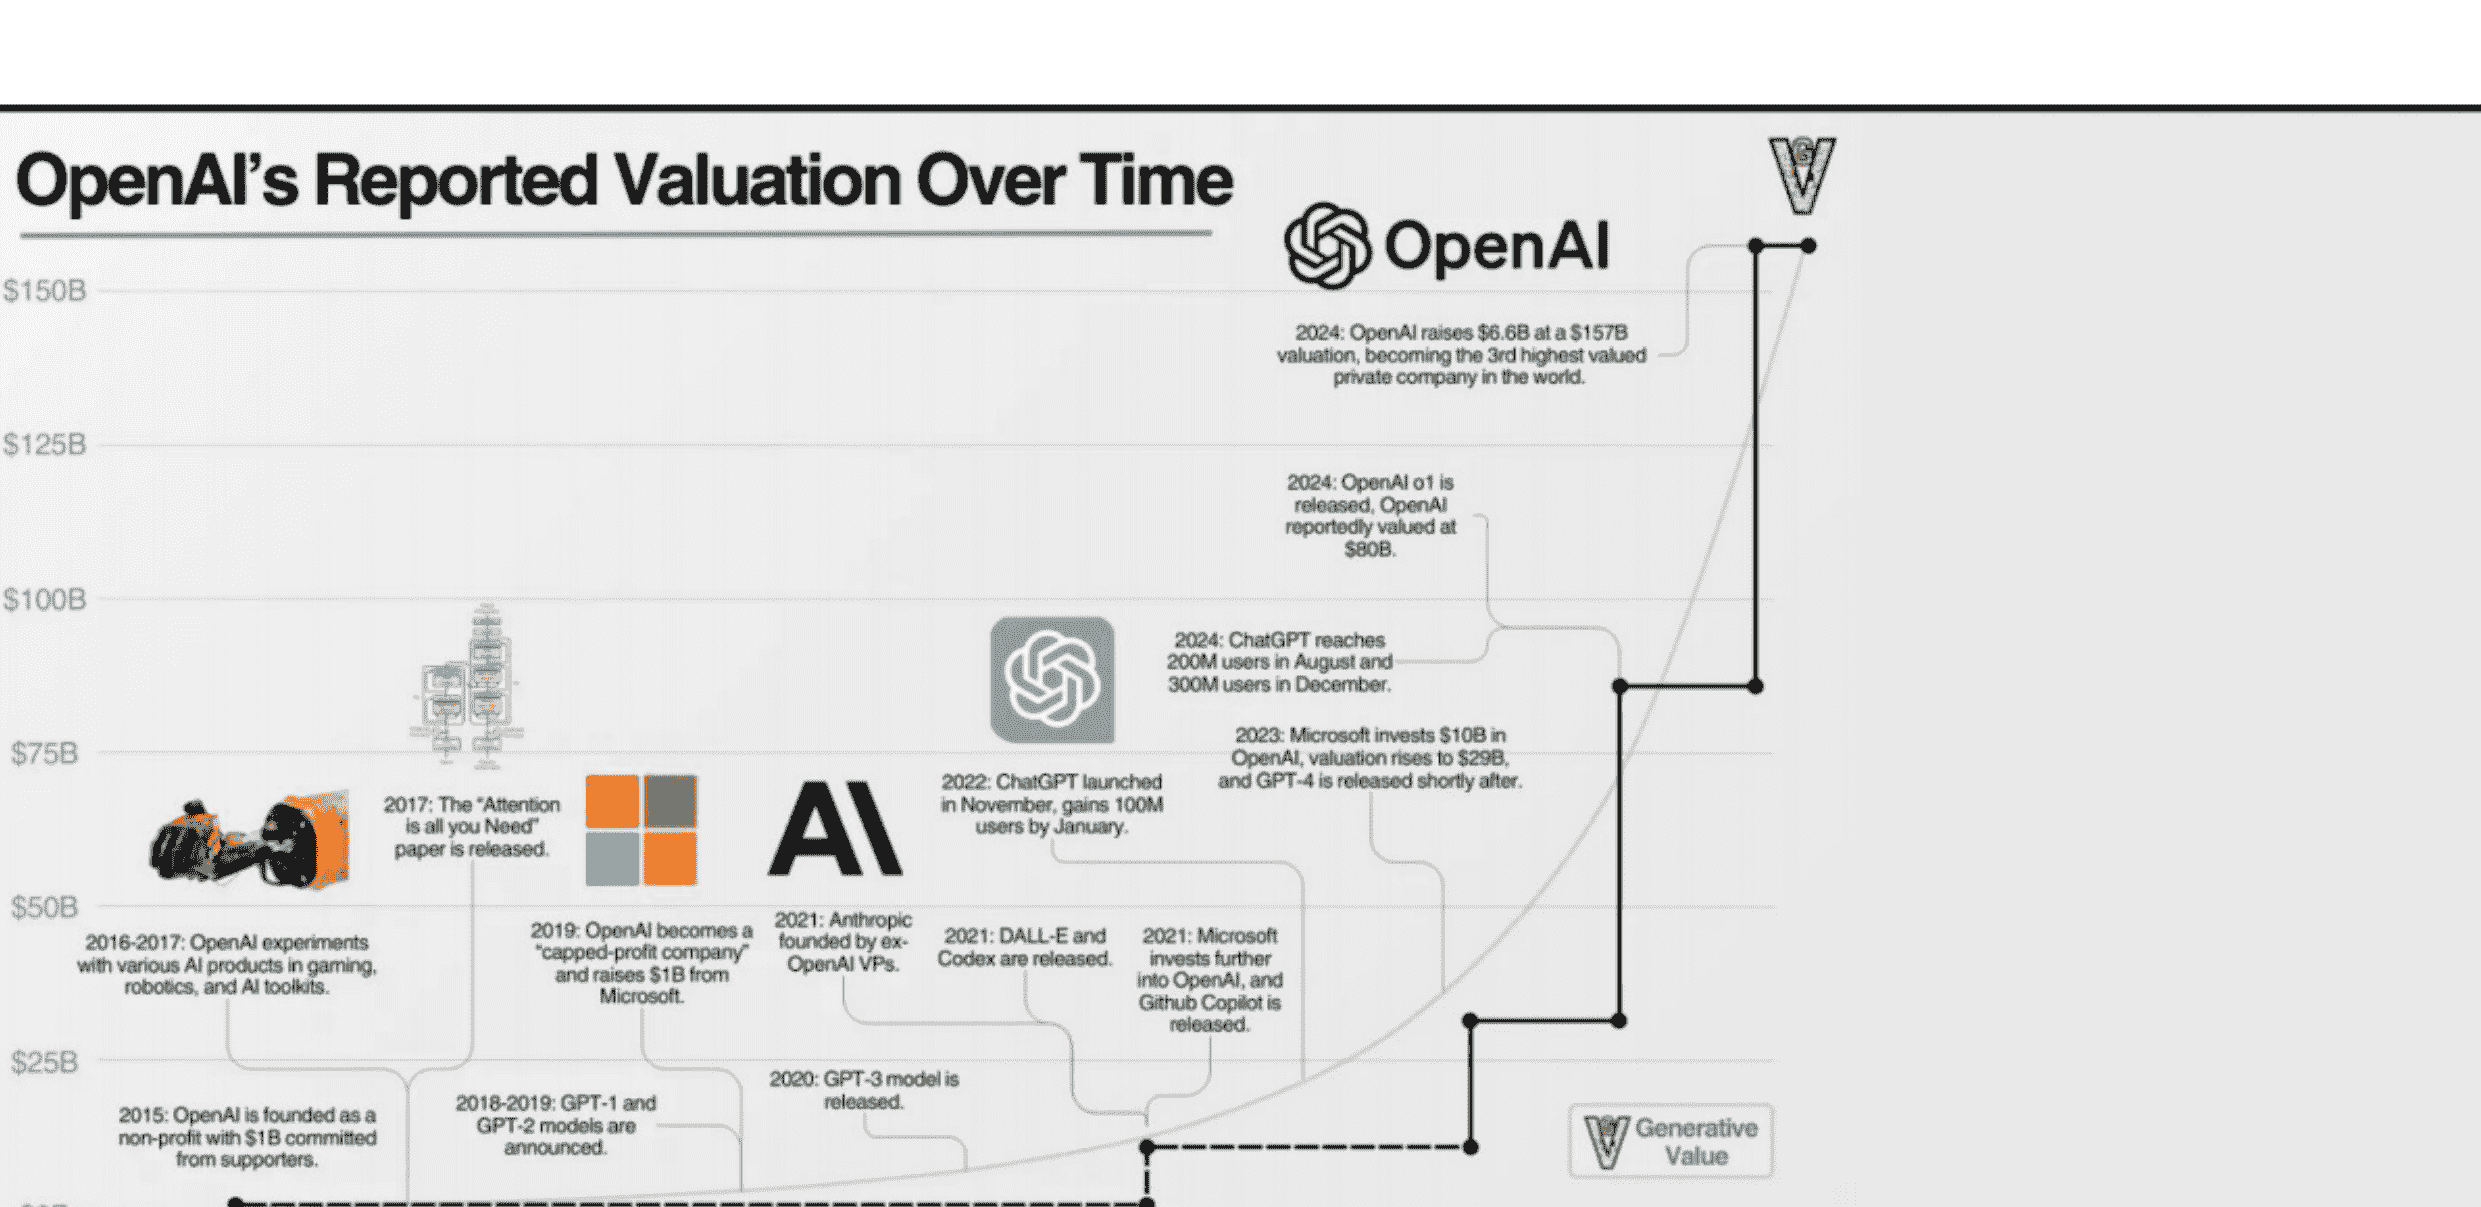 OpenAI's Reported Valuation Over Time
OpenAI
$150B
2024: OpenAI raises $6.6B at a $157B
valuation, becoming the 3rd highest valued
private company in the world.
$125B
2024: OpenAI o1 is
released, OpenAI
reportedly valued at
$80B.
$100B
2024: ChatGPT reaches
200M users in August and
300M users in December.
2023: Microsoft invests $10B in
OpenAI, valuation rises to $29B,
and GPT-4 is released shortly after.
$75B
2022: ChatGPT launched
in November, gains 100M
users by January.
2017: The "Attention
is all you Need"
paper is released.
AI
$50B
2016-2017: OpenAI experiments
with various AI products in gaming,
robotics, and AI toolkits.
2019: OpenAI becomes a
"capped-profit company"
and raises $1B from
Microsoft.
2021: Anthropic
founded by ex-
OpenAI VPs.
2021: DALL-E and
Codex are released.
2021: Microsoft
invests further
into OpenAI, and
Github Copilot is
released.
$25B
2015: OpenAI is founded as a
non-profit with $1B committed
from supporters.
2018-2019: GPT-1 and
GPT-2 models are
announced.
2020: GPT-3 model is
released.
Generative
Value